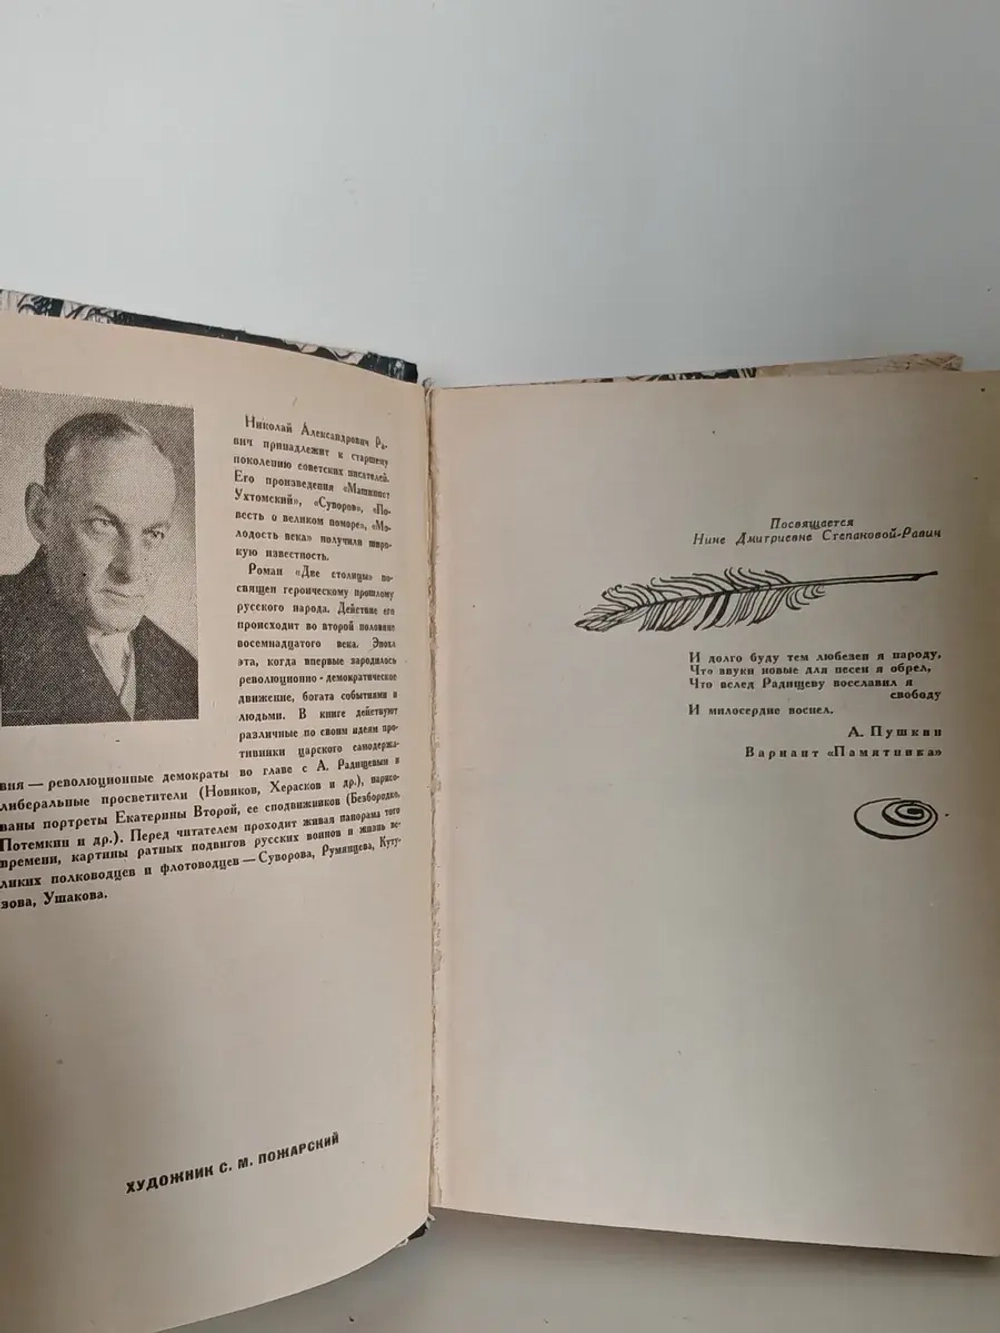 Николай Александрович Ра-
вич принадлежит к старшему
поколению советских писателей.
Его произведения «Машинист
Ухтомский», «Суворов», «По-
весть о великом поморе», «Мо-
лодость века» получили широ-
кую известность.
Роман «Две столицы» по-
священ героическому прошлому
русского народа. Действие его
происходит во второй половине
восемнадцатого века. Эпоха
эта, когда впервые зародилось
революционно-демократическое
движение, богата событиями и
людьми. В книге действуют
различные по своим идеям про-
тивники царского самодержа-
вия — революционные демократы во главе с А. Радищевым и
либеральные просветители (Новиков, Херасков и др.), нарисо-
ваны портреты Екатерины Второй, ее сподвижников (Безбородко,
Потемкин и др.). Перед читателем проходит живая панорама того
времени, картины ратных подвигов русских воинов и жизнь ве-
ликих полководцев и флотоводцев — Суворова, Румянцева, Куту-
зова, Ушакова.
ХУДОЖНИК С. М. ПОЖАРСКИЙ
Посвящается
Нине Дмитриевне Степановой-Равич
И долго буду тем любезен я народу,
Что звуки новые для песен я обрел,
Что вслед Радищеву восславил я
свободу
И милосердие воспел.
А. Пушкин
Вариант «Памятника»